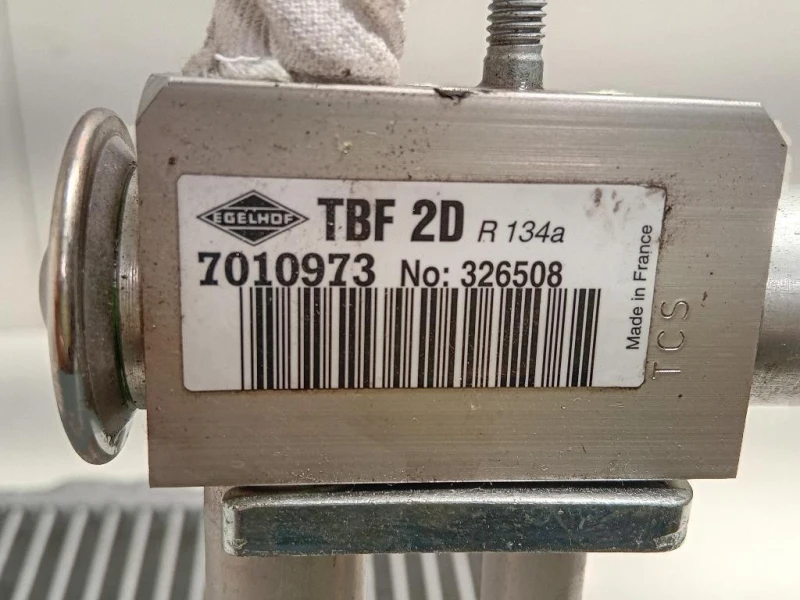 EGELHOF
TBF 2D R 134a
7010973 No: 326508
Made in France
TCS